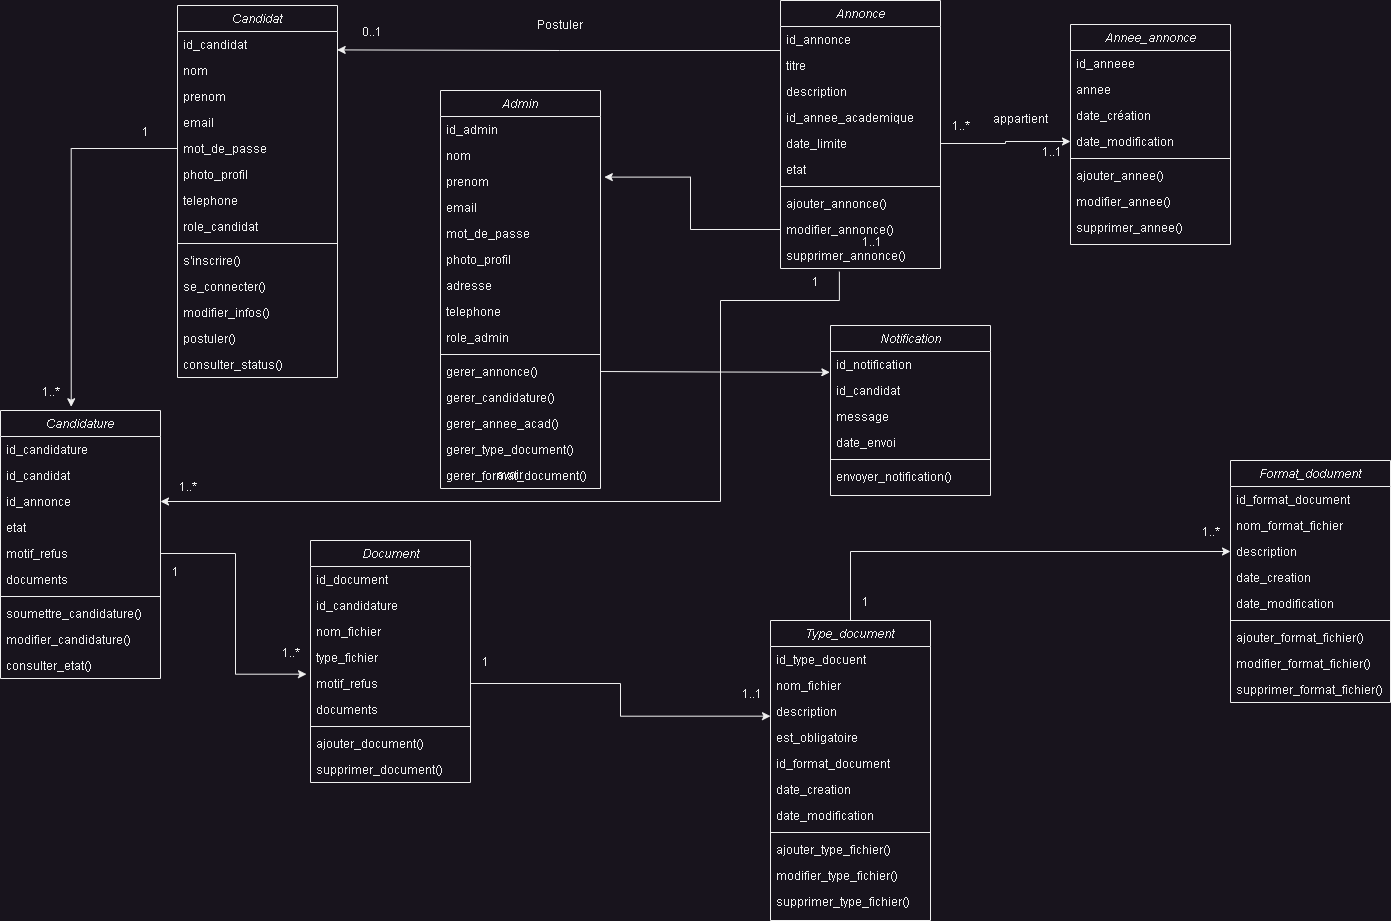 Candidat
id_candidat
nom
prenom
email
mot_de_passe
photo_profil
telephone
role_candidat
s'inscrire()
se_connecter()
modifier_infos()
postuler()
consulter_status()
0..1
Postuler
Annonce
id_annonce
titre
description
id_annee_academique
date_limite
etat
ajouter_annonce()
modifier_annonce()
1..1
supprimer_annonce()
1
1..*
appartient
1..1
Annee_annonce
id_anneee
annee
date_création
date_modification
ajouter_annee()
modifier_annee()
supprimer_annee()
Admin
id_admin
nom
prenom
email
mot_de_passe
photo_profil
adresse
telephone
role_admin
gerer_annonce()
gerer_candidature()
gerer_annee_acad()
gerer_type_document()
gerer_format_document()
avoir
1
1..*
Notification
id_notification
id_candidat
message
date_envoi
envoyer_notification()
Candidature
id_candidature
id_candidat
id_annonce
etat
motif_refus
documents
soumettre_candidature()
modifier_candidature()
consulter_etat()
1..*
1
1..*
Document
id_document
id_candidature
nom_fichier
type_fichier
motif_refus
documents
ajouter_document()
supprimer_document()
1
1..1
Type_document
id_type_docuent
nom_fichier
description
est_obligatoire
id_format_document
date_creation
date_modification
ajouter_type_fichier()
modifier_type_fichier()
supprimer_type_fichier()
1
1..*
Format_dodument
id_format_document
nom_format_fichier
description
date_creation
date_modification
ajouter_format_fichier()
modifier_format_fichier()
supprimer_format_fichier()